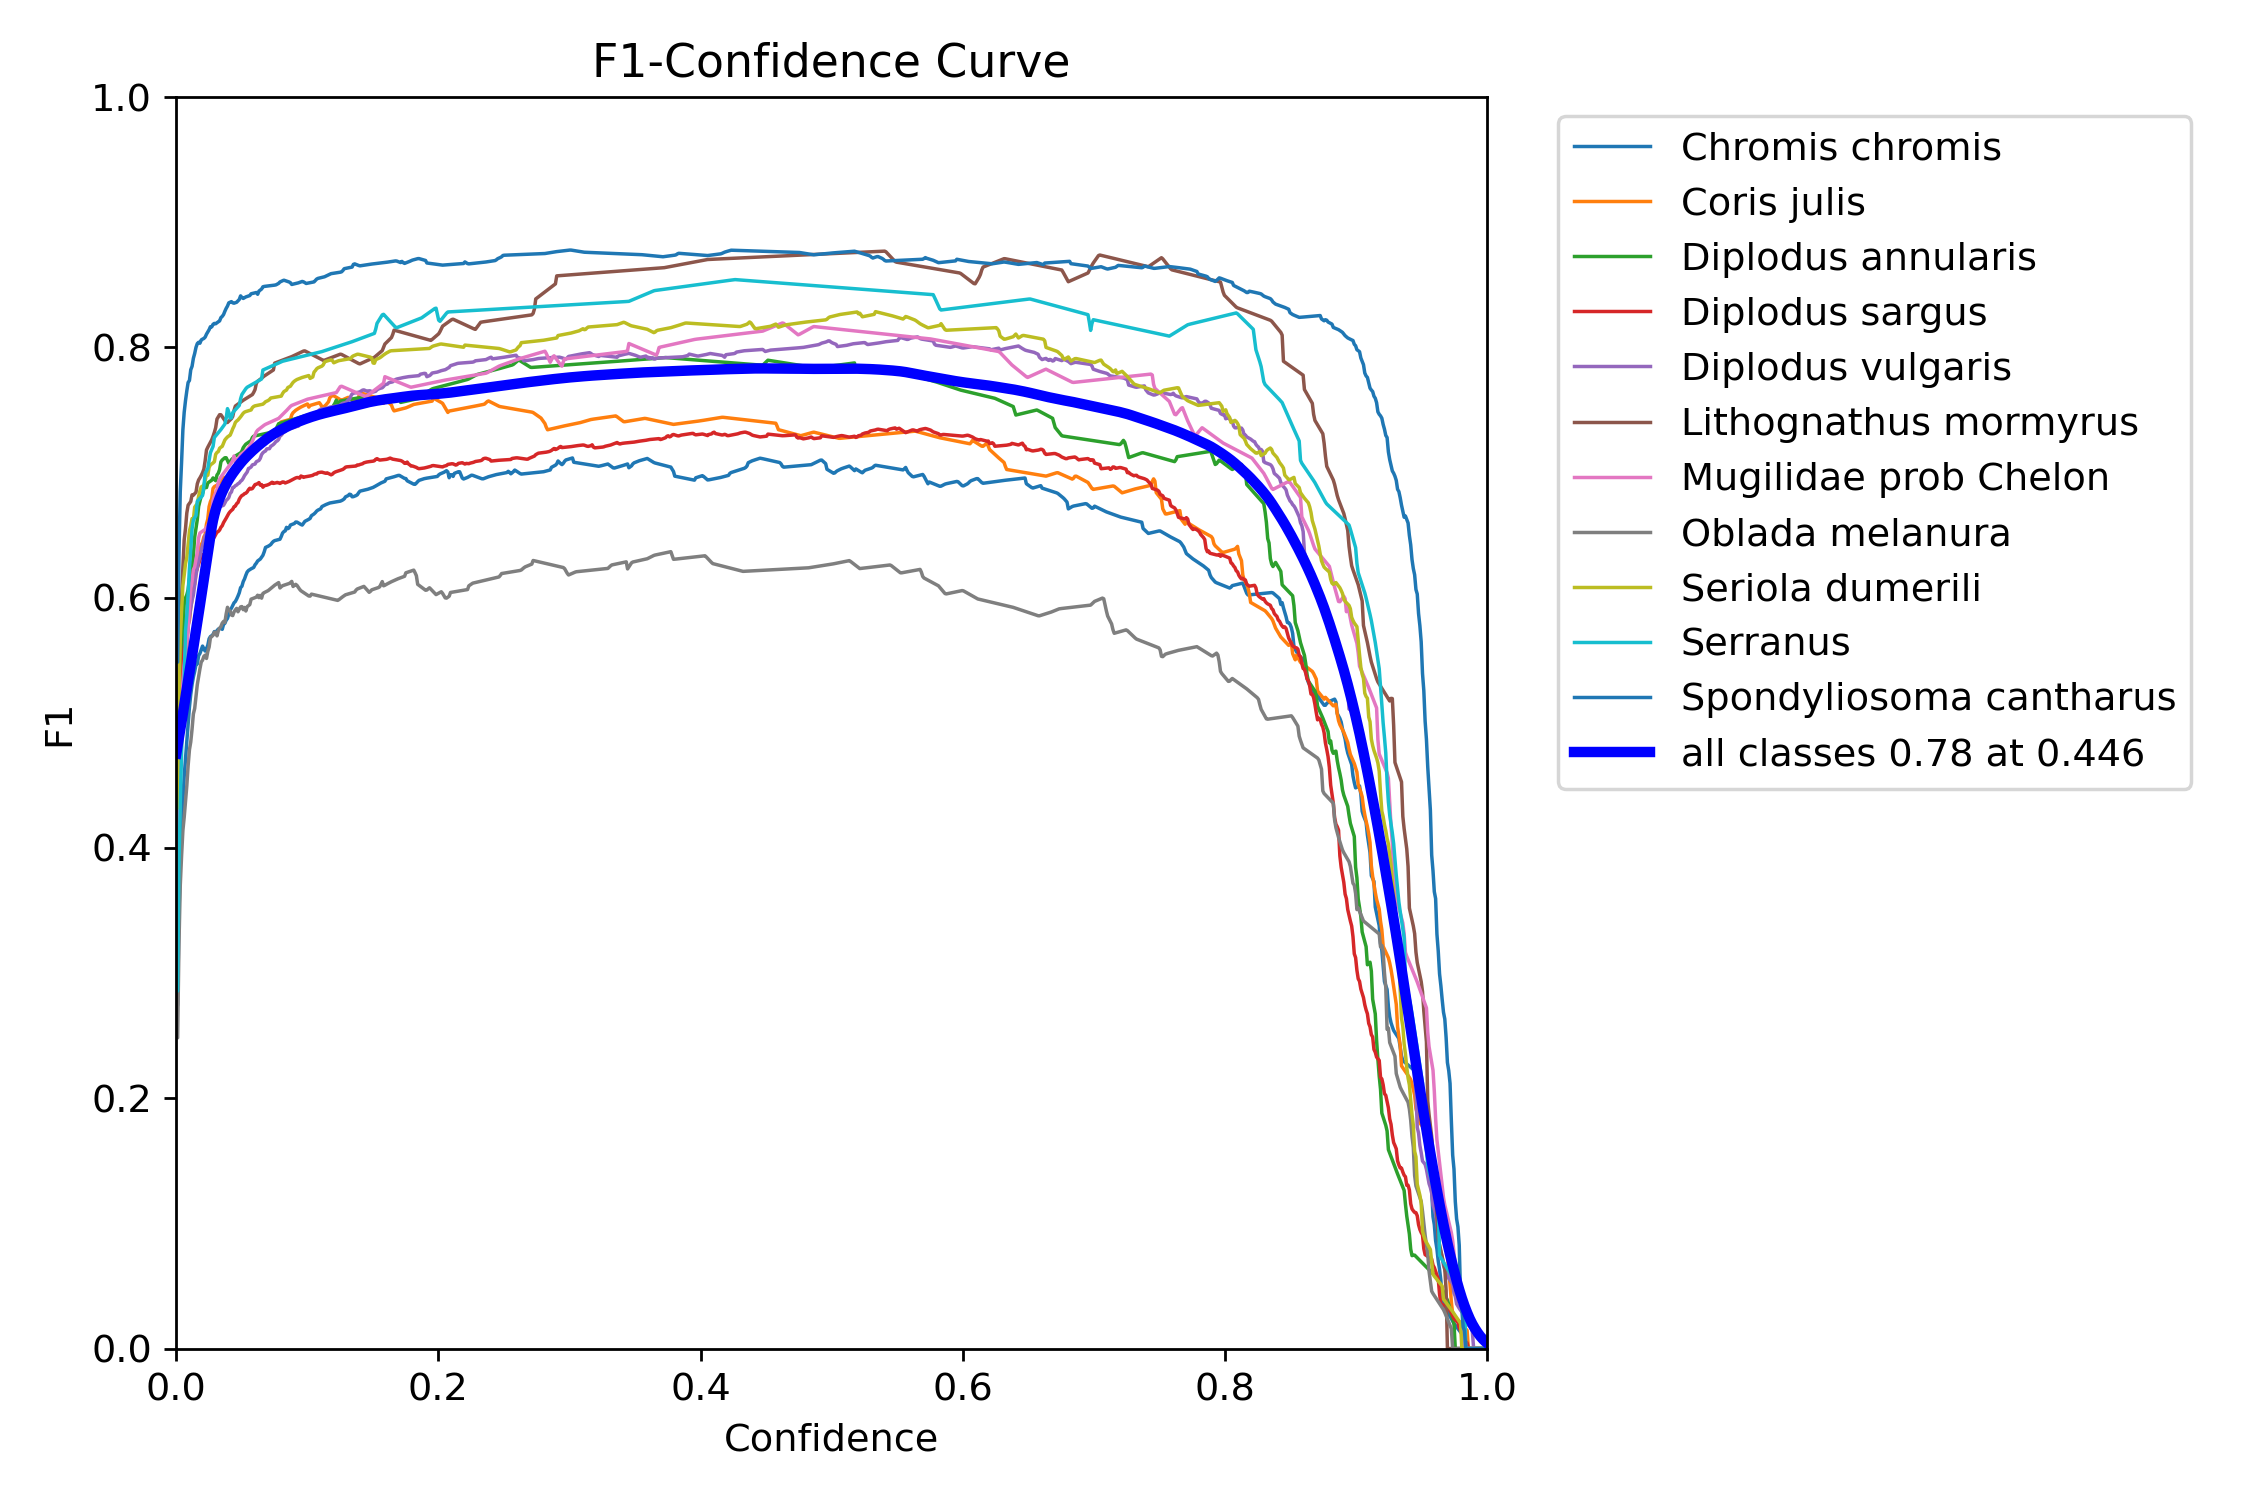 F1-Confidence Curve
1.0
0.8
0.6
0.4
0.2
0.0
F1
0.0 0.2 0.4 0.6 0.8 1.0
Confidence
Chromis chromis
Coris julis
Diplodus annularis
Diplodus sargus
Diplodus vulgaris
Lithognathus mormyrus
Mugilidae prob Chelon
Oblada melanura
Seriola dumerili
Serranus
Spondyliosoma cantharus
all classes 0.78 at 0.446